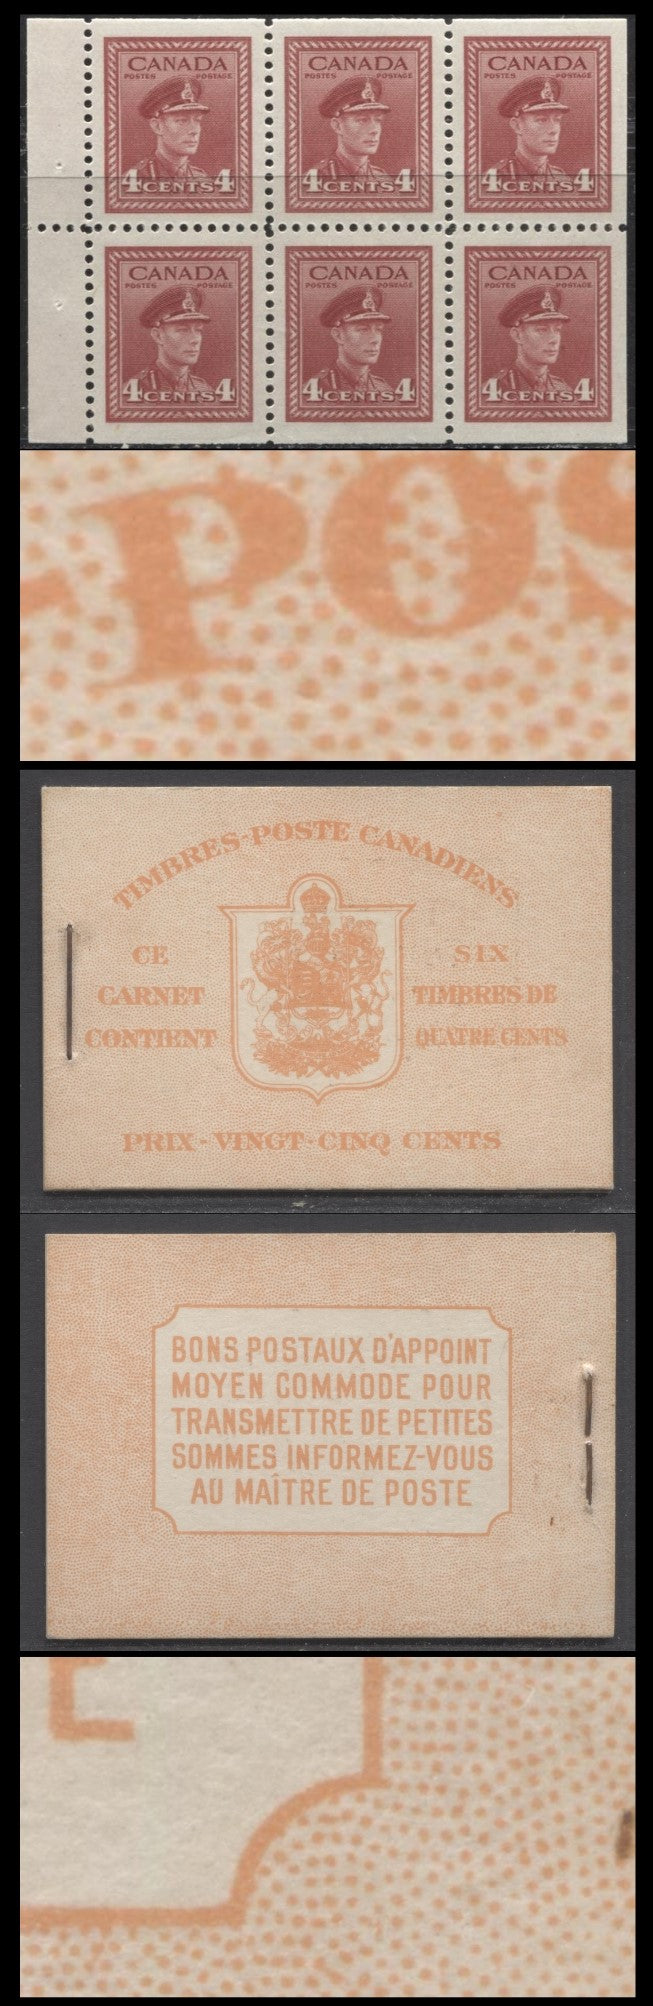 CANADA CANADA CANADA
POSTES POSTAGE POSTES POSTAGE POSTES POSTAGE
4 CENTS 4 4 CENTS 4 4 CENTS 4
CANADA CANADA CANADA
POSTES POSTAGE POSTES POSTAGE POSTES POSTAGE
4 CENTS 4 4 CENTS 4 4 CENTS 4
-POS
TIMBRES-POSTE CANADIENS
CE SIX
CARNET TIMBRES DE
CONTIENT QUATRE CENTS
PRIX-VINGT-CINQ CENTS
BONS POSTAUX D'APPOINT
MOYEN COMMODE POUR
TRANSMETTRE DE PETITES
SOMMES INFORMEZ-VOUS
AU MAÎTRE DE POSTE
E